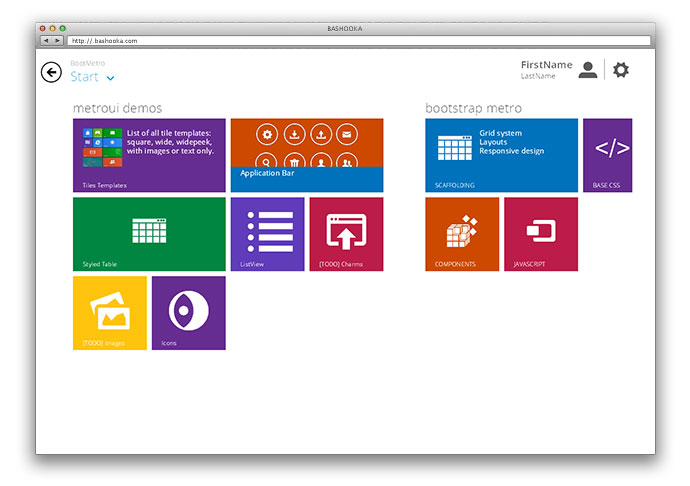 BASHOOKA
http://.bashooka.com
BootMetro
Start
FirstName
LastName
metroui demos
bootstrap metro
List of all tile templates:
square, wide, widepeek,
with images or text only.
Tiles Templates
Application Bar
Grid system
Layouts
Responsive design
SCAFFOLDING
</>
BASE CSS
Styled Table
ListView
[TODO] Charms
COMPONENTS
JAVASCRIPT
[TODO] Images
Icons